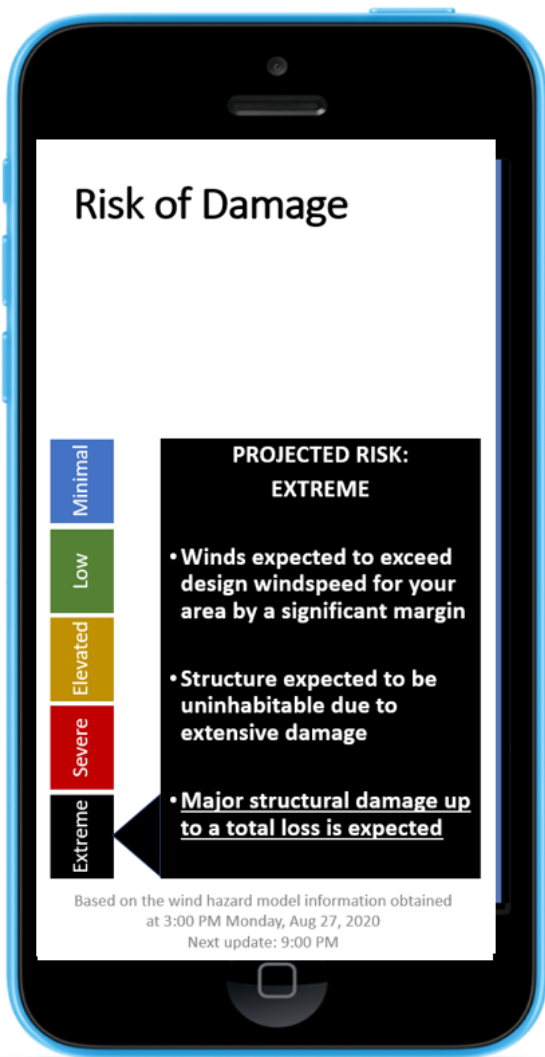 Risk of Damage
Minimal
Low
Elevated
Severe
Extreme
PROJECTED RISK:
EXTREME
• Winds expected to exceed
design windspeed for your
area by a significant margin
• Structure expected to be
uninhabitable due to
extensive damage
• Major structural damage up
to a total loss is expected
Based on the wind hazard model information obtained
at 3:00 PM Monday, Aug 27, 2020
Next update: 9:00 PM